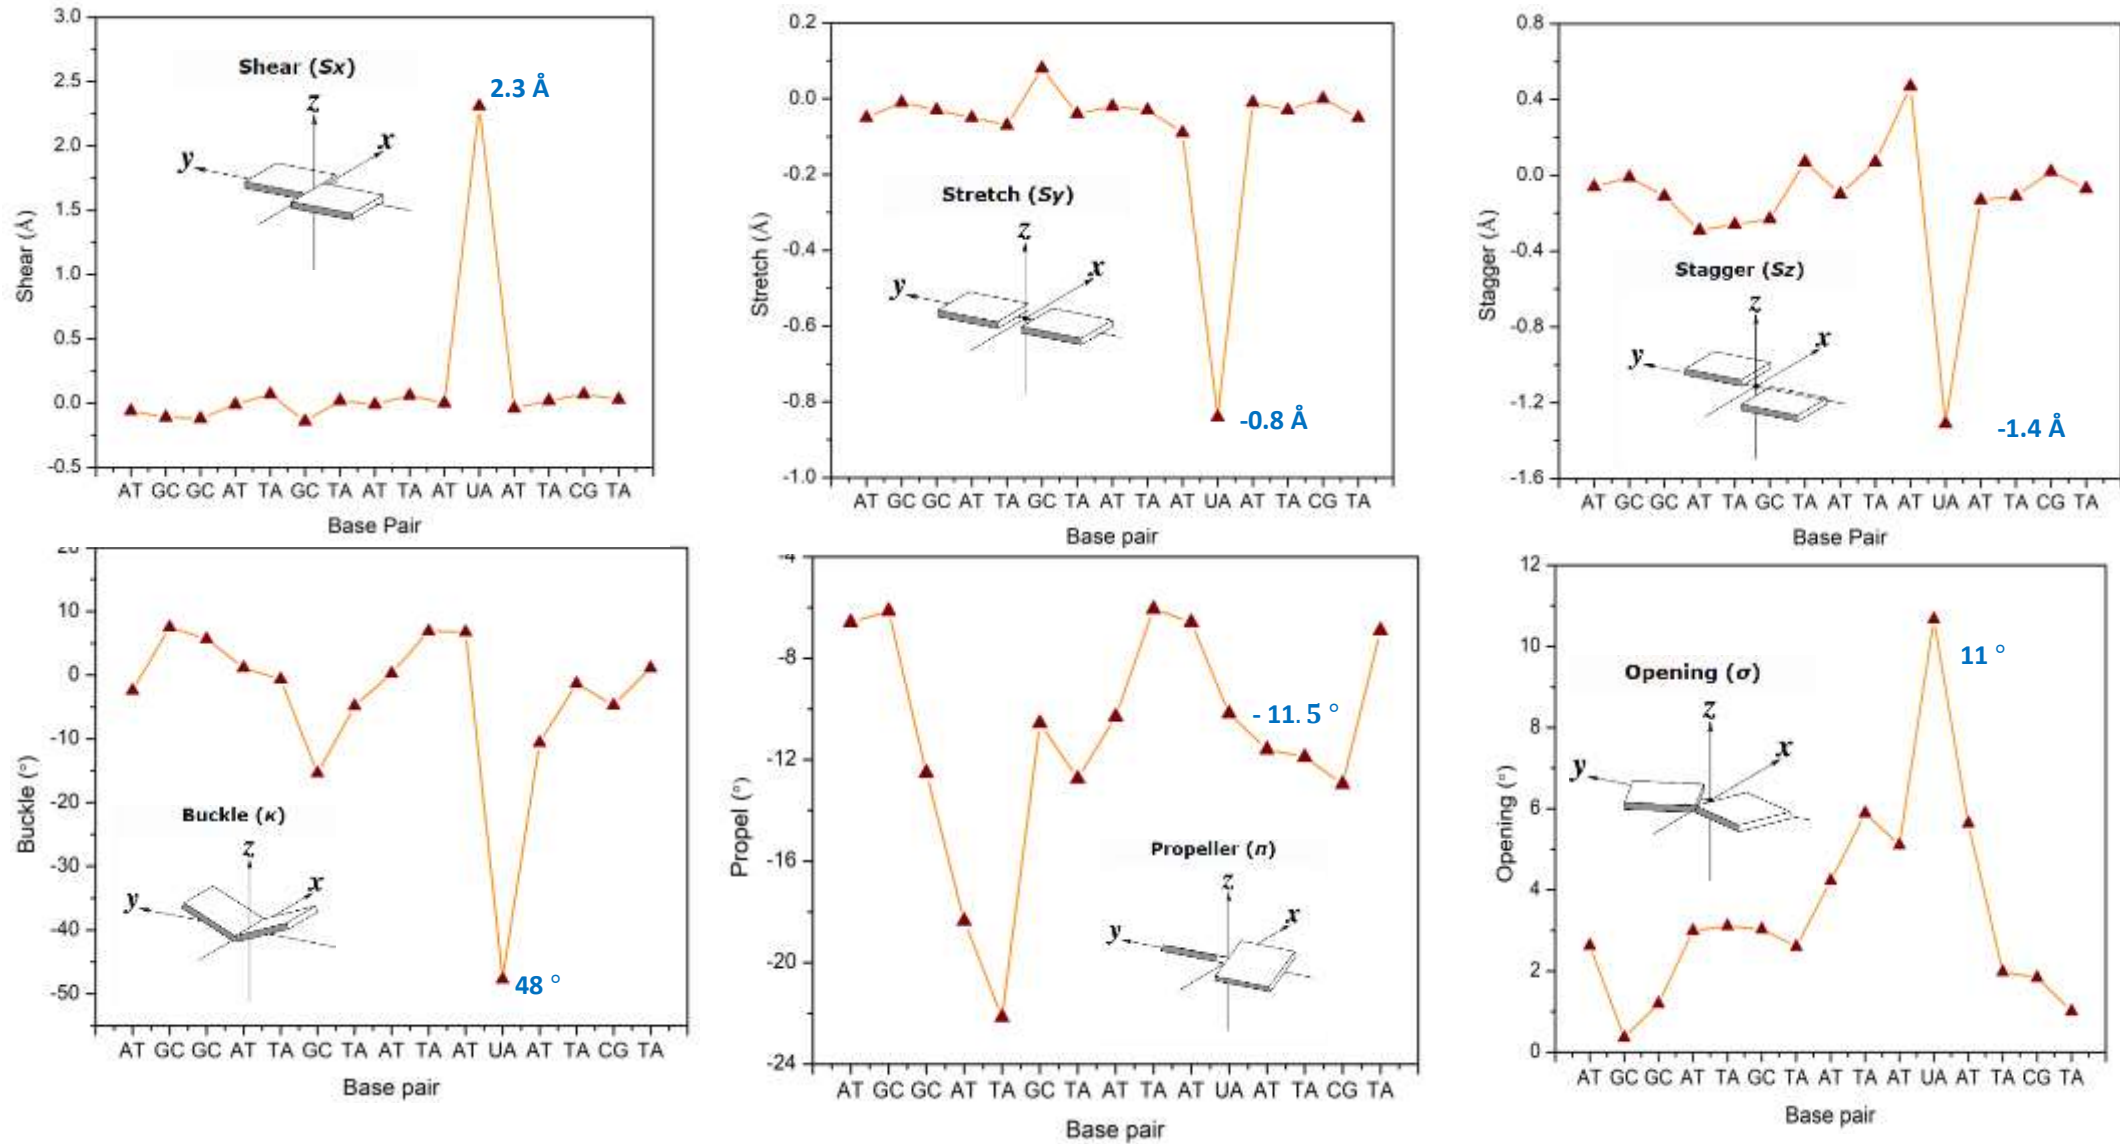 3.0
2.5
2.0
1.5
1.0
0.5
0.0
-0.5
Shear (Å)
Shear (Sx)
z
x
y
2.3 Å
AT GC GC AT TA GC TA AT TA AT UA AT TA CG TA
Base Pair
0.2
0.0
-0.2
-0.4
-0.6
-0.8
-1.0
Stretch (Å)
Stretch (Sy)
z
x
y
-0.8 Å
AT GC GC AT TA GC TA AT TA AT UA AT TA CG TA
Base pair
0.8
0.4
0.0
-0.4
-0.8
-1.2
-1.6
Stagger (Å)
Stagger (Sz)
z
x
y
-1.4 Å
AT GC GC AT TA GC TA AT TA AT UA AT TA CG TA
Base Pair
20
10
0
-10
-20
-30
-40
-50
Buckle (°)
Buckle (κ)
z
x
y
48 °
AT GC GC AT TA GC TA AT TA AT UA AT TA CG TA
Base pair
-4
-8
-12
-16
-20
-24
Propel (°)
- 11. 5 °
Propeller (π)
z
x
y
AT GC GC AT TA GC TA AT TA AT UA AT TA CG TA
Base pair
12
10
8
6
4
2
0
Opening (°)
11 °
Opening (σ)
z
x
y
AT GC GC AT TA GC TA AT TA AT UA AT TA CG TA
Base pair